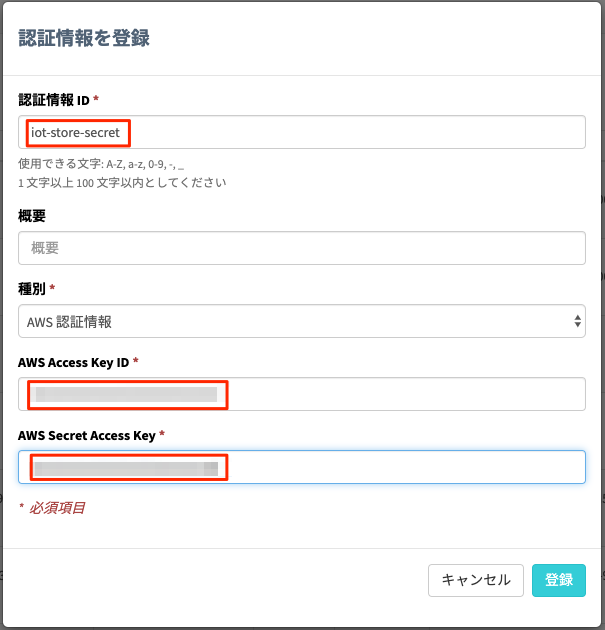 認証情報を登録
認証情報 ID *
iot-store-secret
使用できる文字: A-Z, a-z, 0-9, -, _
1 文字以上 100 文字以内としてください
概要
概要
種別 *
AWS 認証情報
AWS Access Key ID *
AWS Secret Access Key *
* 必須項目
キャンセル 登録